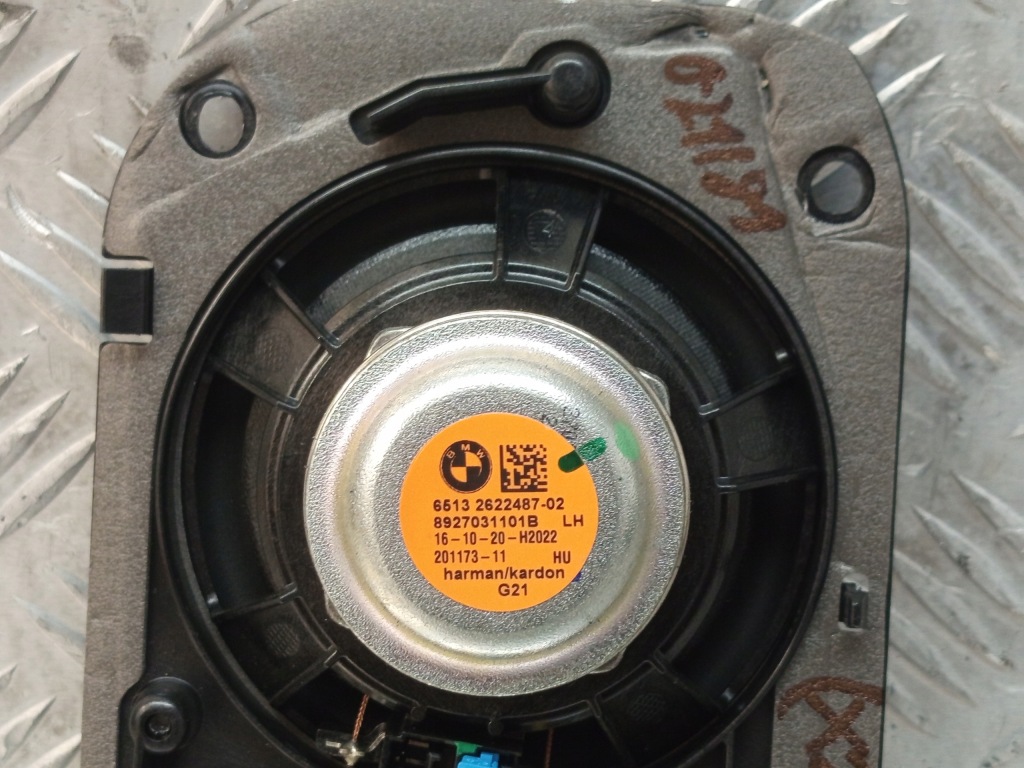 BMW
6513 2622487-02
8927031101B LH
16-10-20-H2022
201173-11 HU
harman/kardon
G21